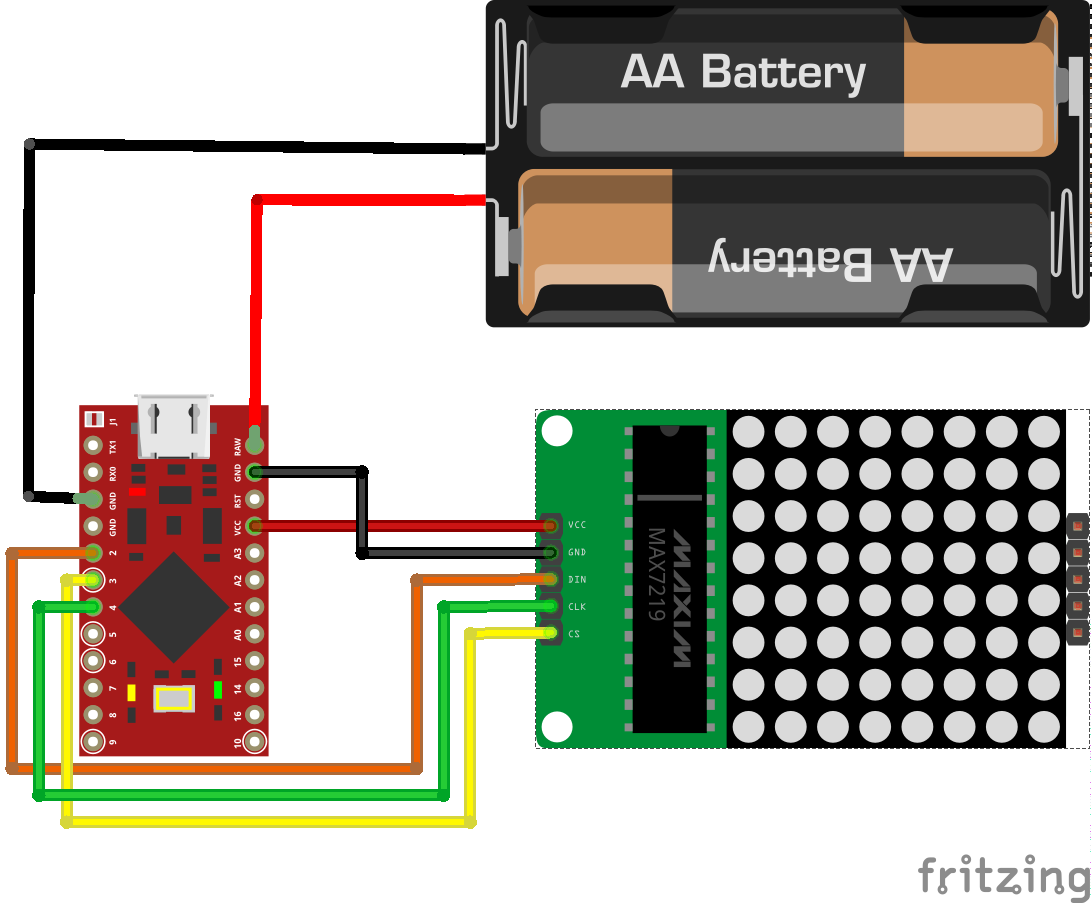 AA Battery
AA Battery
J1
TX1
RX0
GND
GND
2
3
4
5
6
7
8
9
RAW
GND
RST
VCC
A3
A2
A1
A0
15
14
16
10
VCC
GND
DIN
CLK
CS
MAXIM
MAX7219
fritzing